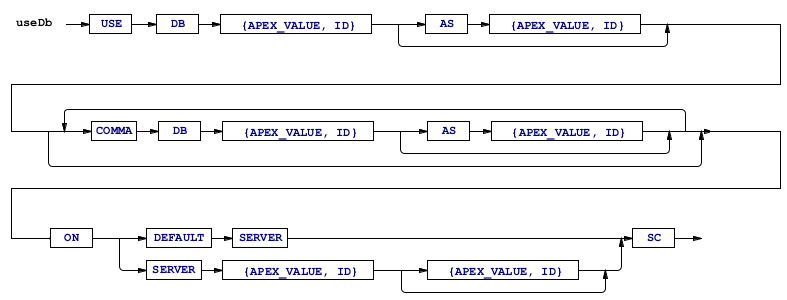 useDb USE DB {APEX_VALUE, ID} AS {APEX_VALUE, ID}
COMMA DB {APEX_VALUE, ID} AS {APEX_VALUE, ID}
ON DEFAULT SERVER SC
SERVER {APEX_VALUE, ID} {APEX_VALUE, ID}